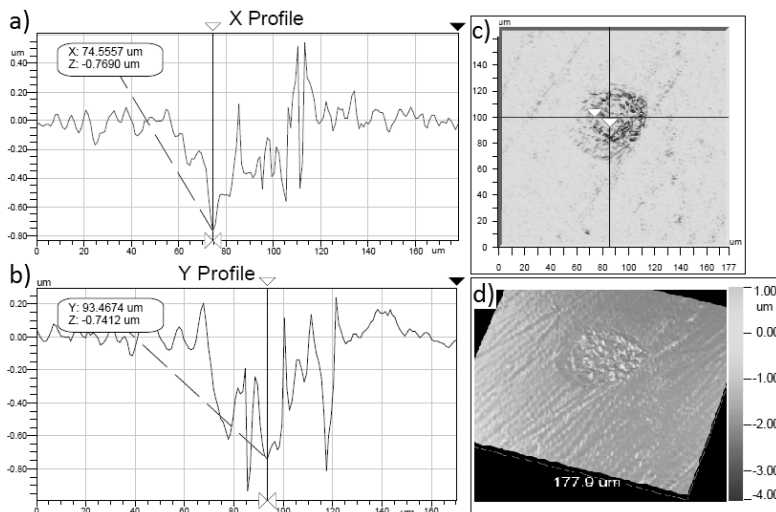 a)
X Profile
um
X: 74.5557 um
Z: -0.7690 um
0.40
0.20
0.00
-0.20
-0.40
-0.60
-0.80
0 20 40 60 80 100 120 140 160 um
b)
Y Profile
um
Y: 93.4674 um
Z: -0.7412 um
0.20
0.00
-0.20
-0.40
-0.60
-0.80
0 20 40 60 80 100 120 140 160 um
c)
um
160
140
120
100
80
60
40
20
0
um
0 20 40 60 80 100 120 140 160 177
d)
1.00
um
0.00
-1.00
-2.00
-3.00
-4.00
177.9 um